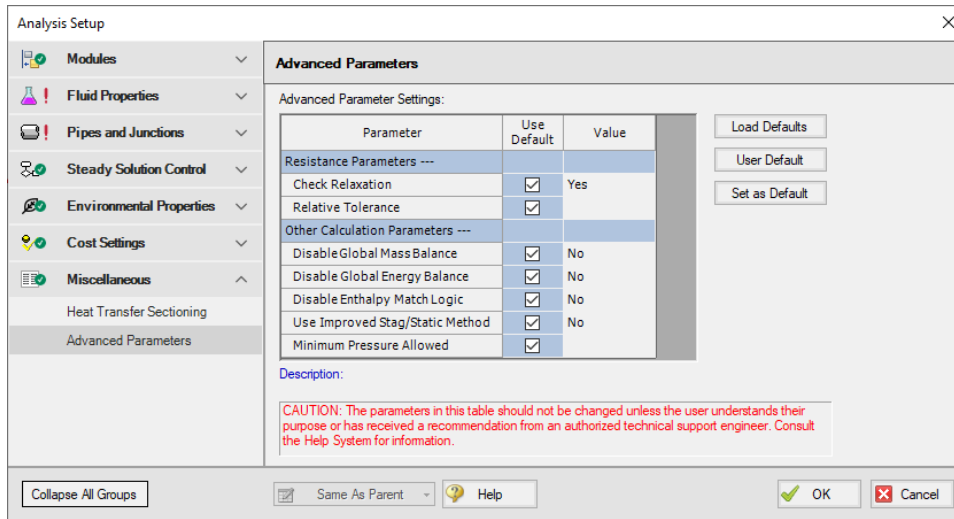 Analysis Setup
Modules
Fluid Properties
Pipes and Junctions
Steady Solution Control
Environmental Properties
Cost Settings
Miscellaneous
Heat Transfer Sectioning
Advanced Parameters
Collapse All Groups
Advanced Parameters
Advanced Parameter Settings:
Parameter Use Default Value
Resistance Parameters ---
Check Relaxation Yes
Relative Tolerance
Other Calculation Parameters ---
Disable Global Mass Balance No
Disable Global Energy Balance No
Disable Enthalpy Match Logic No
Use Improved Stag/Static Method No
Minimum Pressure Allowed
Load Defaults
User Default
Set as Default
Description:
CAUTION: The parameters in this table should not be changed unless the user understands their
purpose or has received a recommendation from an authorized technical support engineer. Consult
the Help System for information.
Same As Parent
Help
OK
Cancel